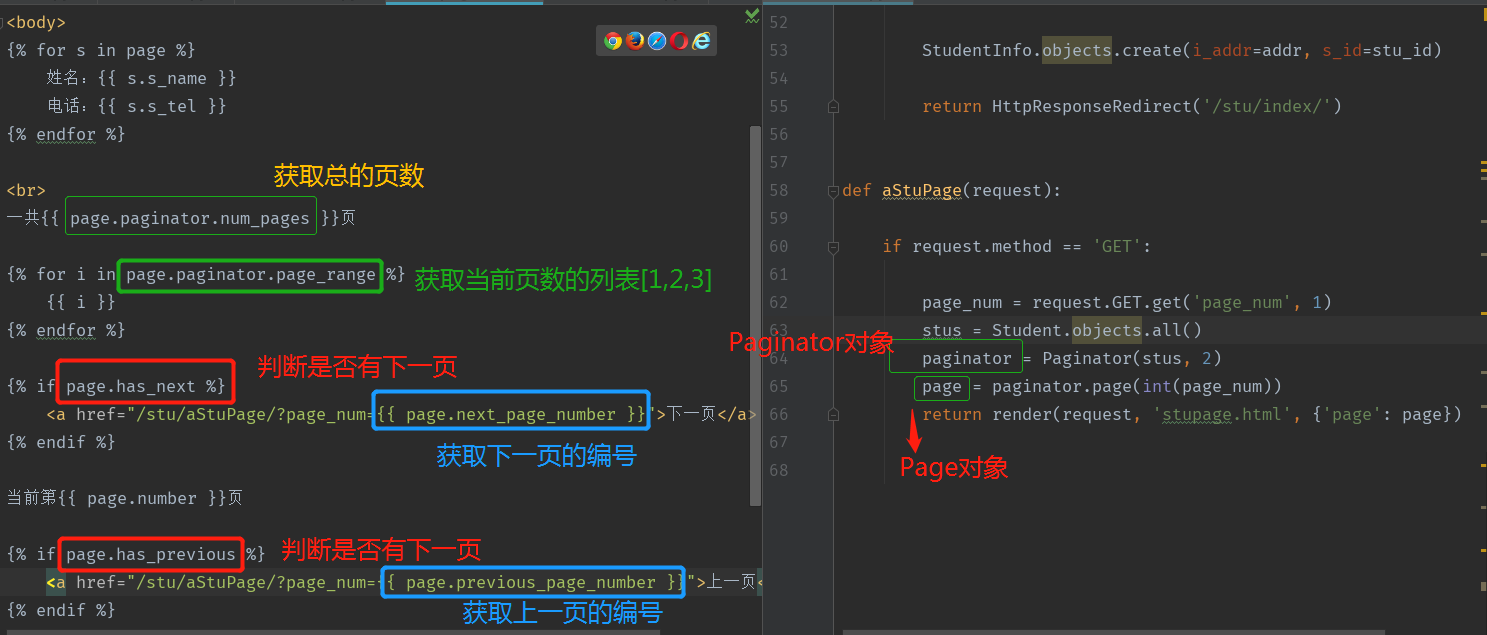 <body>
{% for s in page %}
姓名：{{ s.s_name }}
电话：{{ s.s_tel }}
{% endfor %}
获取总的页数
<br>
一共{{ page.paginator.num_pages }}页
{% for i in page.paginator.page_range %} 获取当前页数的列表[1,2,3]
{{ i }}
{% endfor %}
判断是否有下一页
{% if page.has_next %}
<a href="/stu/aStuPage/?page_num={{ page.next_page_number }}">下一页</a>
{% endif %}
获取下一页的编号
当前第{{ page.number }}页
{% if page.has_previous %} 判断是否有下一页
<a href="/stu/aStuPage/?page_num={{ page.previous_page_number }}">上一页<
{% endif %}
获取上一页的编号
52
53 StudentInfo.objects.create(i_addr=addr, s_id=stu_id)
54
55 return HttpResponseRedirect('/stu/index/')
56
57
58 def aStuPage(request):
59
60 if request.method == 'GET':
61
62 page_num = request.GET.get('page_num', 1)
63 stus = Student.objects.all()
Paginator对象
64 paginator = Paginator(stus, 2)
65 page = paginator.page(int(page_num))
66 return render(request, 'stupage.html', {'page': page})
67
Page对象
68